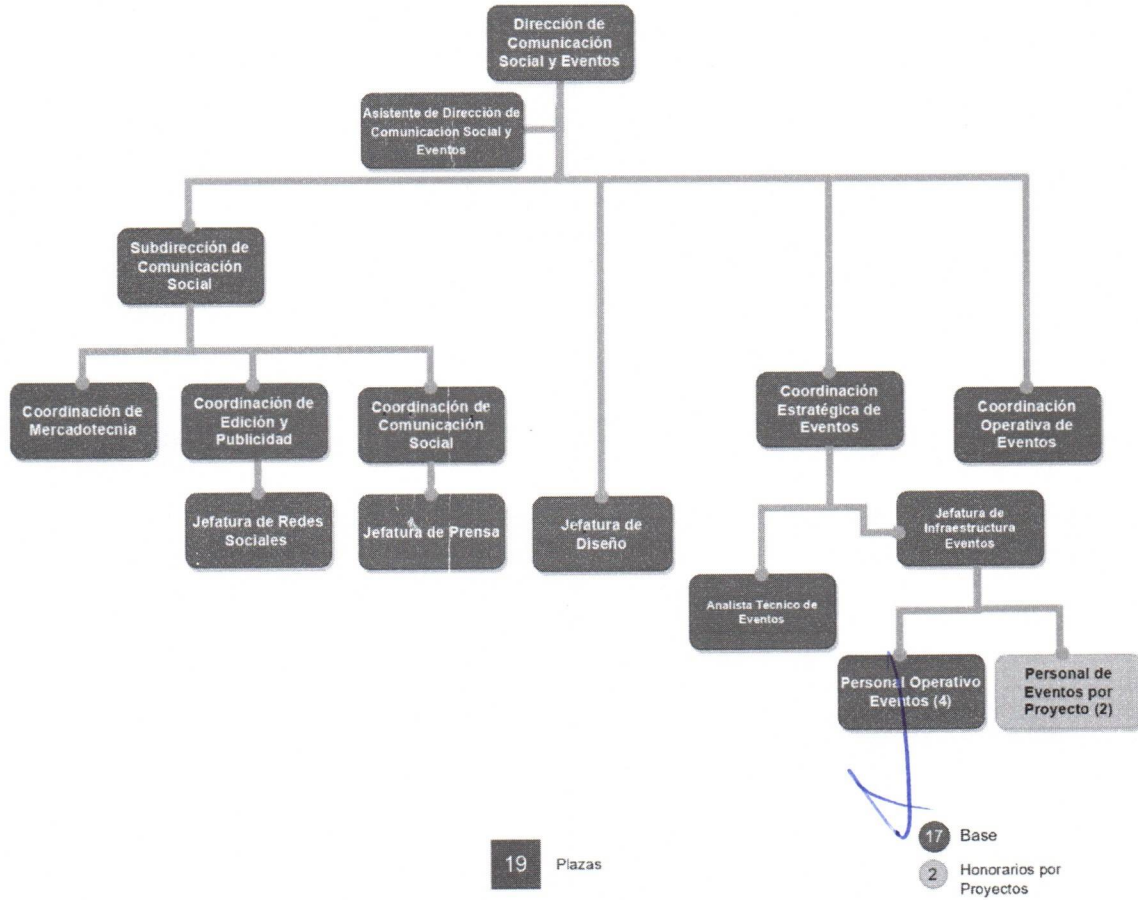 Dirección de
Comunicación
Social y Eventos
Asistente de Dirección de
Comunicación Social y
Eventos
Subdirección de
Comunicación
Social
Coordinación de
Mercadotecnia
Coordinación de
Edición y
Publicidad
Coordinación de
Comunicación
Social
Coordinación
Estratégica de
Eventos
Coordinación
Operativa de
Eventos
Jefatura de Redes
Sociales
Jefatura de Prensa
Jefatura de
Diseño
Jefatura de
Infraestructura
Eventos
Analista Técnico de
Eventos
Personal Operativo
Eventos (4)
Personal de
Eventos por
Proyecto (2)
19 Plazas
17 Base
2 Honorarios por
Proyectos